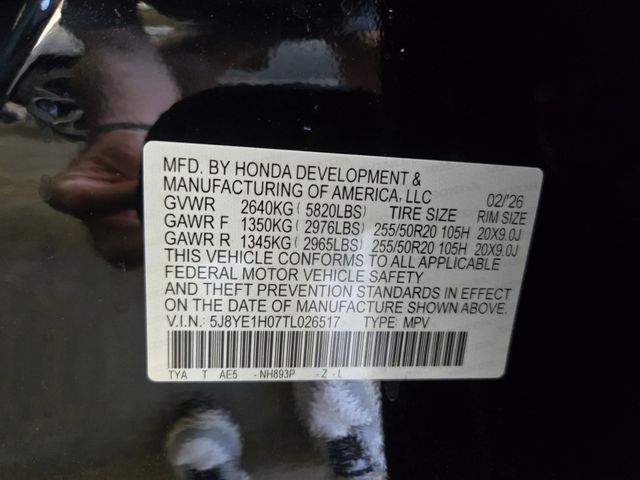 MFD. BY HONDA DEVELOPMENT &
MANUFACTURING OF AMERICA, LLC 02/'26
GVWR 2640KG ( 5820LBS) TIRE SIZE RIM SIZE
GAWR F 1350KG ( 2976LBS) 255/50R20 105H 20X9.0J
GAWR R 1345KG ( 2965LBS) 255/50R20 105H 20X9.0J
THIS VEHICLE CONFORMS TO ALL APPLICABLE
FEDERAL MOTOR VEHICLE SAFETY
AND THEFT PREVENTION STANDARDS IN EFFECT
ON THE DATE OF MANUFACTURE SHOWN ABOVE.
V.I.N.: 5J8YE1H07TL026517 TYPE: MPV
TYA T AE5 - NH893P - Z - L